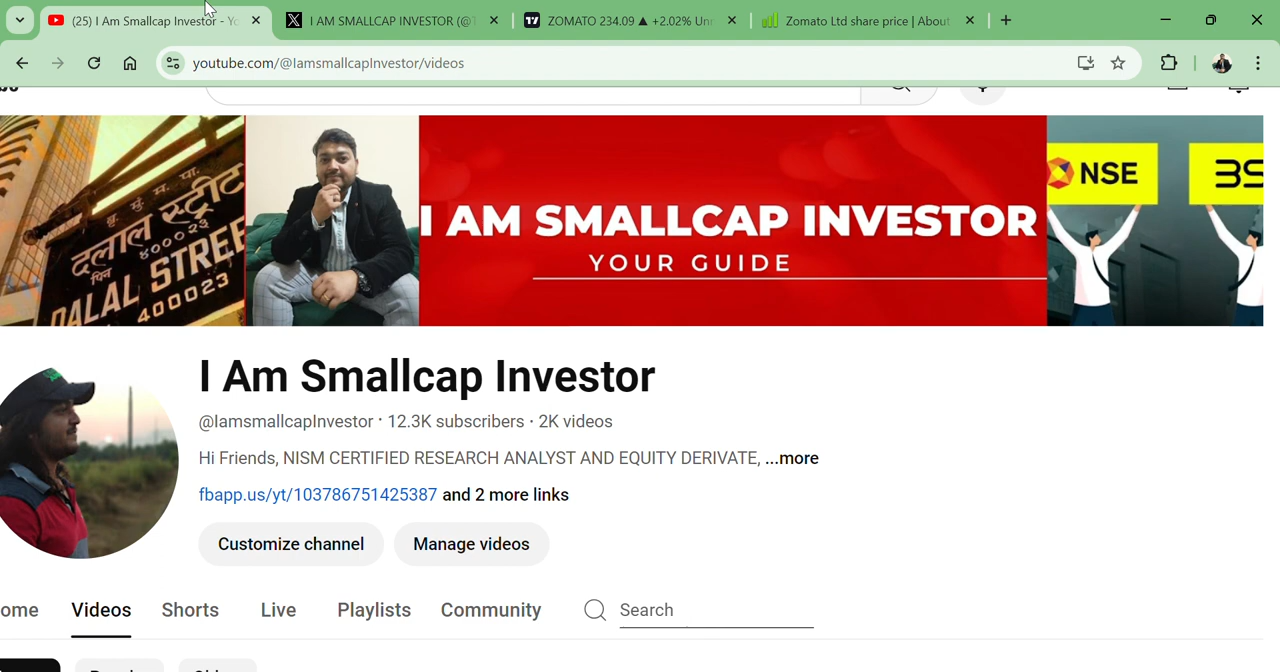 (25) I Am Smallcap Investor - Yo
I AM SMALLCAP INVESTOR (@
ZOMATO 234.09 ▲ +2.02% Unn
Zomato Ltd share price | About
youtube.com/@IamsmallcapInvestor/videos
मुं. म. पा.
दलाल स्ट्रीट
पिन ४०००२३
DALAL STREE
400023
I AM SMALLCAP INVESTOR
YOUR GUIDE
NSE
BS
I Am Smallcap Investor
@IamsmallcapInvestor · 12.3K subscribers · 2K videos
Hi Friends, NISM CERTIFIED RESEARCH ANALYST AND EQUITY DERIVATE, ...more
fbapp.us/yt/103786751425387 and 2 more links
Customize channel
Manage videos
ome Videos Shorts Live Playlists Community Search